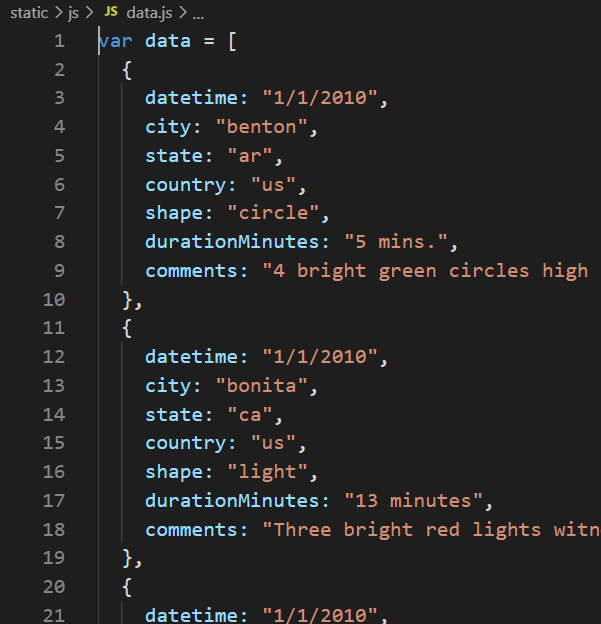 static > js > JS data.js > ...
1 var data = [
2 {
3 datetime: "1/1/2010",
4 city: "benton",
5 state: "ar",
6 country: "us",
7 shape: "circle",
8 durationMinutes: "5 mins.",
9 comments: "4 bright green circles high
10 },
11 {
12 datetime: "1/1/2010",
13 city: "bonita",
14 state: "ca",
15 country: "us",
16 shape: "light",
17 durationMinutes: "13 minutes",
18 comments: "Three bright red lights witn
19 },
20 {
21 datetime: "1/1/2010",